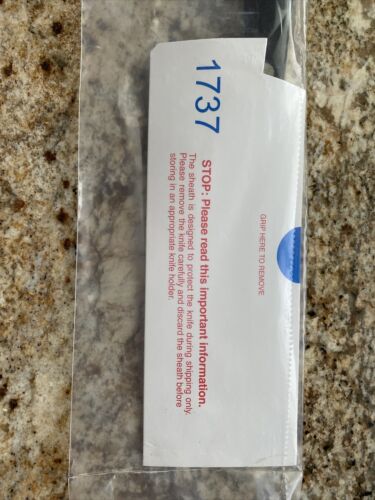 1737
GRIP HERE TO REMOVE
STOP: Please read this important information.
The sheath is designed to protect the knife during shipping only.
Please remove the knife carefully and discard the sheath before
storing in an appropriate knife holder.